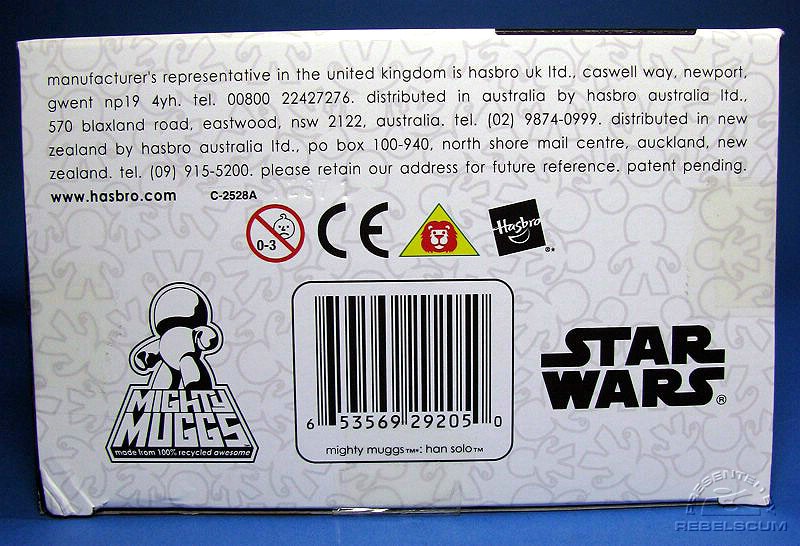 manufacturer's representative in the united kingdom is hasbro uk ltd., caswell way, newport,
gwent np19 4yh. tel. 00800 22427276. distributed in australia by hasbro australia ltd.,
570 blaxland road, eastwood, nsw 2122, australia. tel. (02) 9874-0999. distributed in new
zealand by hasbro australia ltd., po box 100-940, north shore mail centre, auckland, new
zealand. tel. (09) 915-5200. please retain our address for future reference. patent pending.
www.hasbro.com C-2528A
0-3 CE Hasbro ®*
MIGHTY
MUGGS™
made from 100% recycled awesome
6 53569 29205 0
mighty muggs™*: han solo™
STAR
WARS®
PRESENTED BY
REBELSCUM